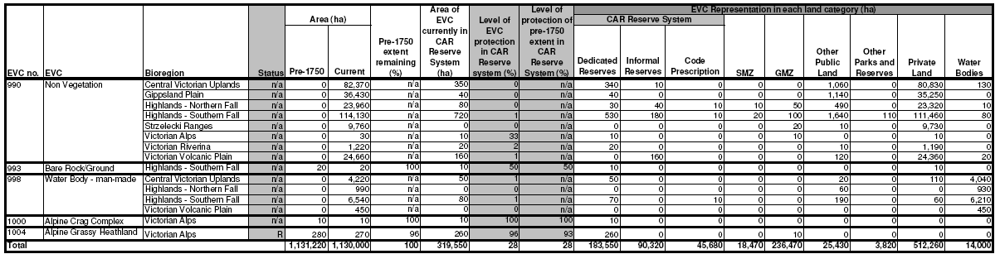 EVC Representation in each land category (ha)
Area (ha) CAR Reserve System
EVC no. EVC Bioregion Status Pre-1750 Current Pre-1750 extent remaining (%) Area of EVC currently in CAR Reserve System (ha) Level of EVC protection in CAR Reserve system (%) Level of protection of pre-1750 extent in CAR Reserve System (%) Dedicated Reserves Informal Reserves Code Prescription SMZ GMZ Other Public Land Other Parks and Reserves Private Land Water Bodies
990 Non Vegetation Central Victorian Uplands n/a 0 82,370 n/a 350 0 n/a 340 10 0 0 0 1,060 0 80,830 130
Gippsland Plain n/a 0 36,430 n/a 40 0 n/a 40 0 0 0 0 1,140 0 35,250 0
Highlands - Northern Fall n/a 0 23,960 n/a 80 0 n/a 30 40 10 10 50 490 0 23,320 10
Highlands - Southern Fall n/a 0 114,130 n/a 720 1 n/a 530 180 10 20 100 1,640 110 111,460 80
Strzelecki Ranges n/a 0 9,760 n/a 0 0 n/a 0 0 0 0 20 10 0 9,730 0
Victorian Alps n/a 0 30 n/a 10 33 n/a 10 0 0 0 10 0 0 10 0
Victorian Riverina n/a 0 1,220 n/a 20 2 n/a 20 0 0 0 0 10 0 1,190 0
Victorian Volcanic Plain n/a 0 24,660 n/a 160 1 n/a 0 160 0 0 0 120 0 24,360 20
993 Bare Rock/Ground Highlands - Southern Fall n/a 20 20 100 10 50 50 10 0 0 0 0 0 0 10 0
998 Water Body - man-made Central Victorian Uplands n/a 0 4,220 n/a 50 1 n/a 50 0 0 0 0 20 0 110 4,040
Highlands - Northern Fall n/a 0 990 n/a 0 0 n/a 0 0 0 0 0 60 0 0 930
Highlands - Southern Fall n/a 0 6,540 n/a 80 1 n/a 70 0 10 0 0 190 0 60 6,210
Victorian Volcanic Plain n/a 0 450 n/a 0 0 n/a 0 0 0 0 0 0 0 0 450
1000 Alpine Crag Complex Victorian Alps n/a 10 10 100 10 100 100 10 0 0 0 0 0 0 0 0
1004 Alpine Grassy Heathland Victorian Alps R 280 270 96 260 96 93 260 0 0 0 10 0 0 0 0
Total 1,131,220 1,130,000 100 319,550 28 28 183,550 90,320 45,680 18,470 236,470 25,430 3,820 512,260 14,000